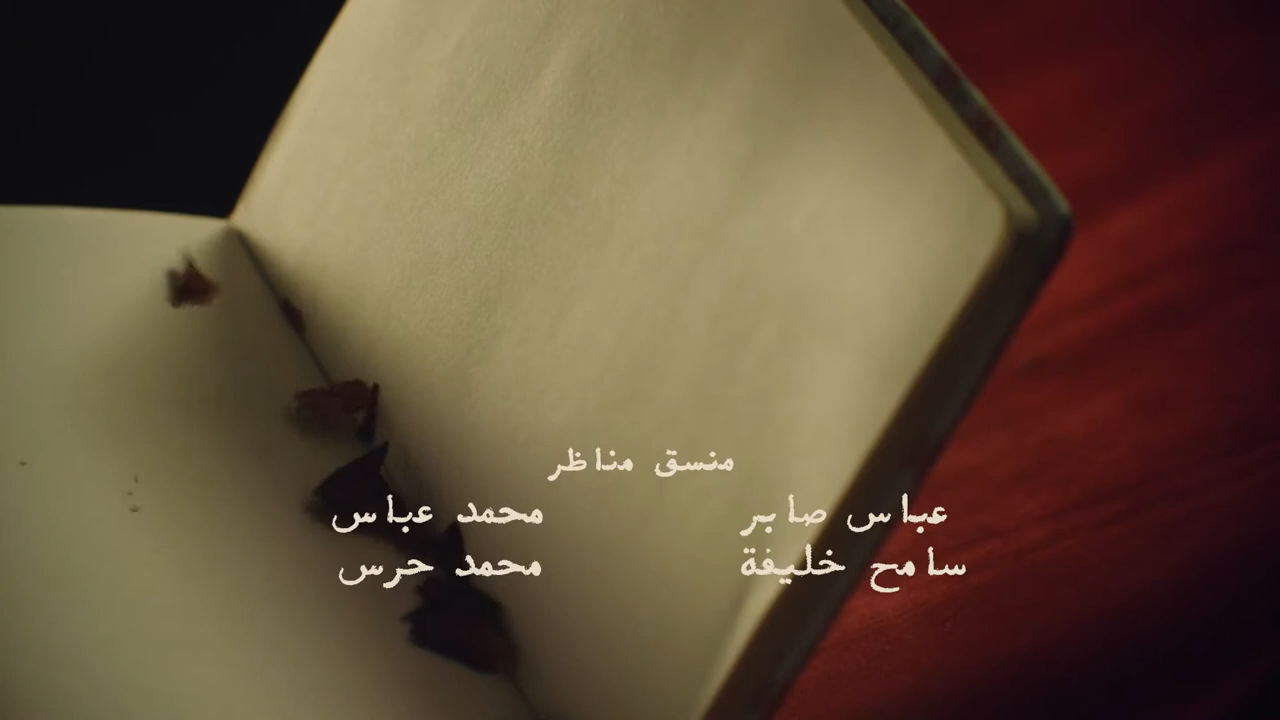 منسق مناظر
عباس صابر محمد عباس
سامح خليفة محمد حرس